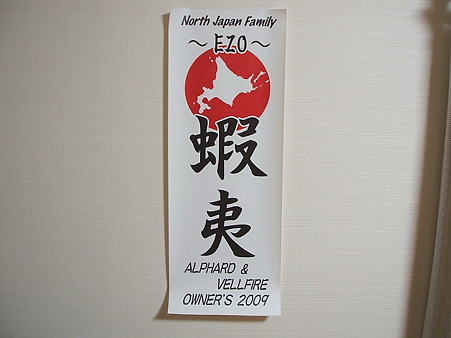 North Japan Family
～EZO～
蝦
夷
ALPHARD &
VELLFIRE
OWNER'S 2009